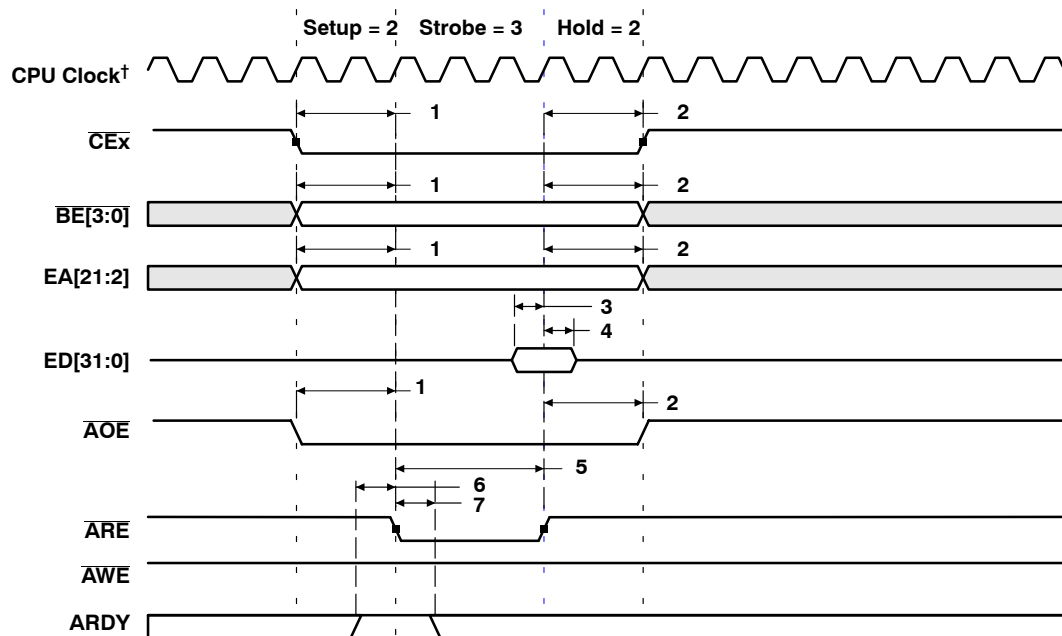 Setup = 2 Strobe = 3 Hold = 2
CPU Clock†
1 2
CEx
1 2
BE[3:0]
1 2
EA[21:2]
3
4
ED[31:0]
1
2
AOE
5
6
7
ARE
AWE
ARDY